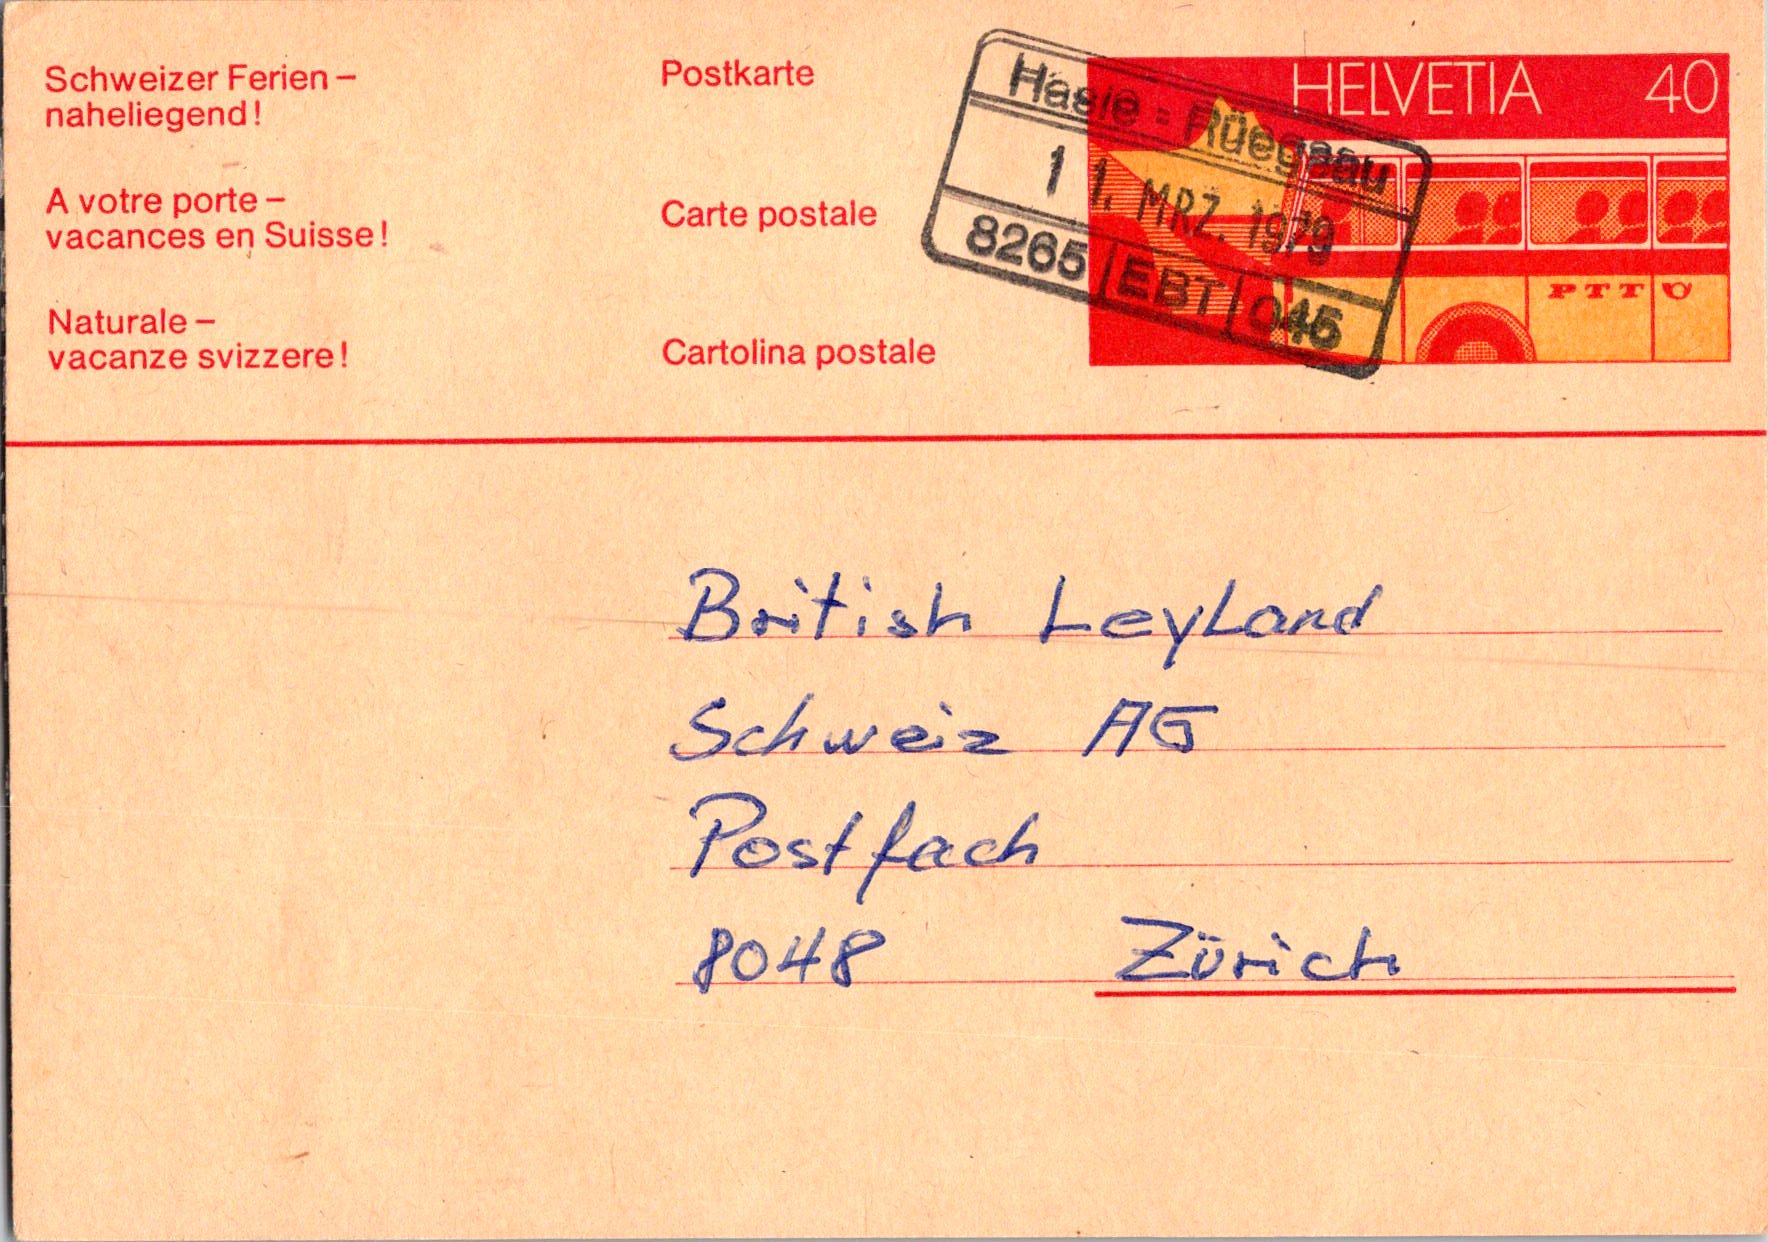 Schweizer Ferien –
naheliegend!
A votre porte –
vacances en Suisse!
Naturale –
vacanze svizzere!
Postkarte
Carte postale
Cartolina postale
HELVETIA 40
PTT
Hasle - Rüegsau
11. MRZ. 1979
8265 EBT 045
British Leyland
Schweiz AG
Postfach
8048 Zürich